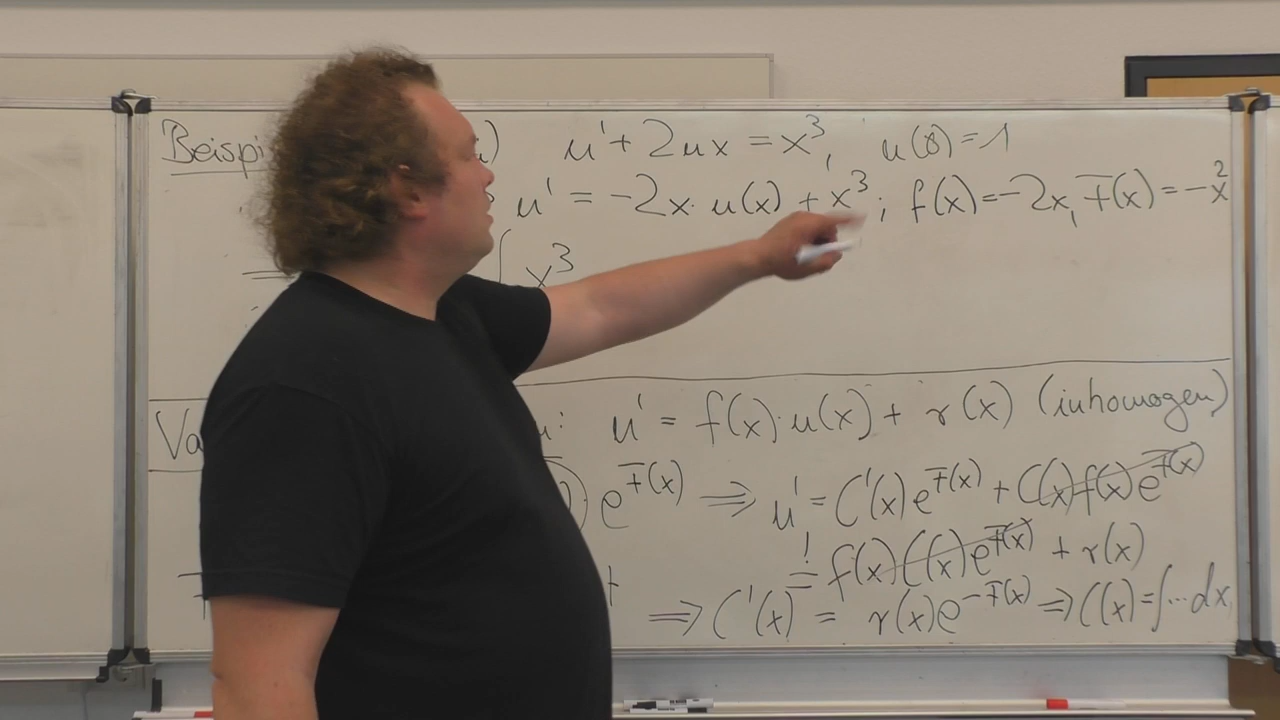 Beispi u' + 2ux = x³, u(0) = 1
u' = -2x · u(x) + x³ ; f(x) = -2x, F(x) = -x²
= ∫ x³
Va u: u' = f(x) · u(x) + r(x) (inhomogen)
) e^F(x) ⟹ u' = C'(x) e^F(x) + C(x) f(x) e^F(x)
!= f(x) C(x) e^F(x) + r(x)
⟹ C'(x) = r(x) e^-F(x) ⟹ C(x) = ∫ ... dx